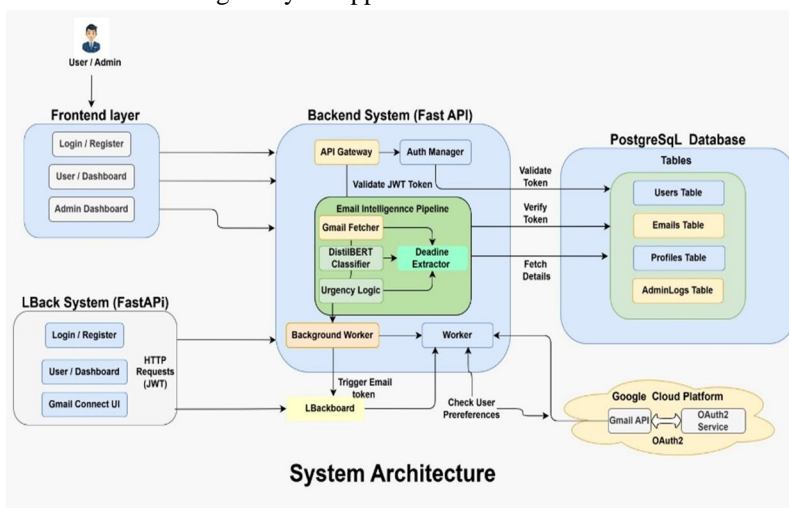 User / Admin
Frontend layer
Login / Register
User / Dashboard
Admin Dashboard
LBack System (FastAPi)
Login / Register
User / Dashboard
Gmail Connect UI
HTTP
Requests
(JWT)
Backend System (Fast API)
API Gateway
Auth Manager
Validate JWT Token
Email Intelligennce Pipeline
Gmail Fetcher
DistilBERT
Classifier
Deadine
Extractor
Urgency Logic
Background Worker
Worker
Trigger Email
token
LBackboard
Check User
Prereferences
Validate
Token
Verify
Token
Fetch
Details
PostgreSqL Database
Tables
Users Table
Emails Table
Profiles Table
AdminLogs Table
Google Cloud Platform
Gmail API
OAuth2
Service
OAuth2
System Architecture